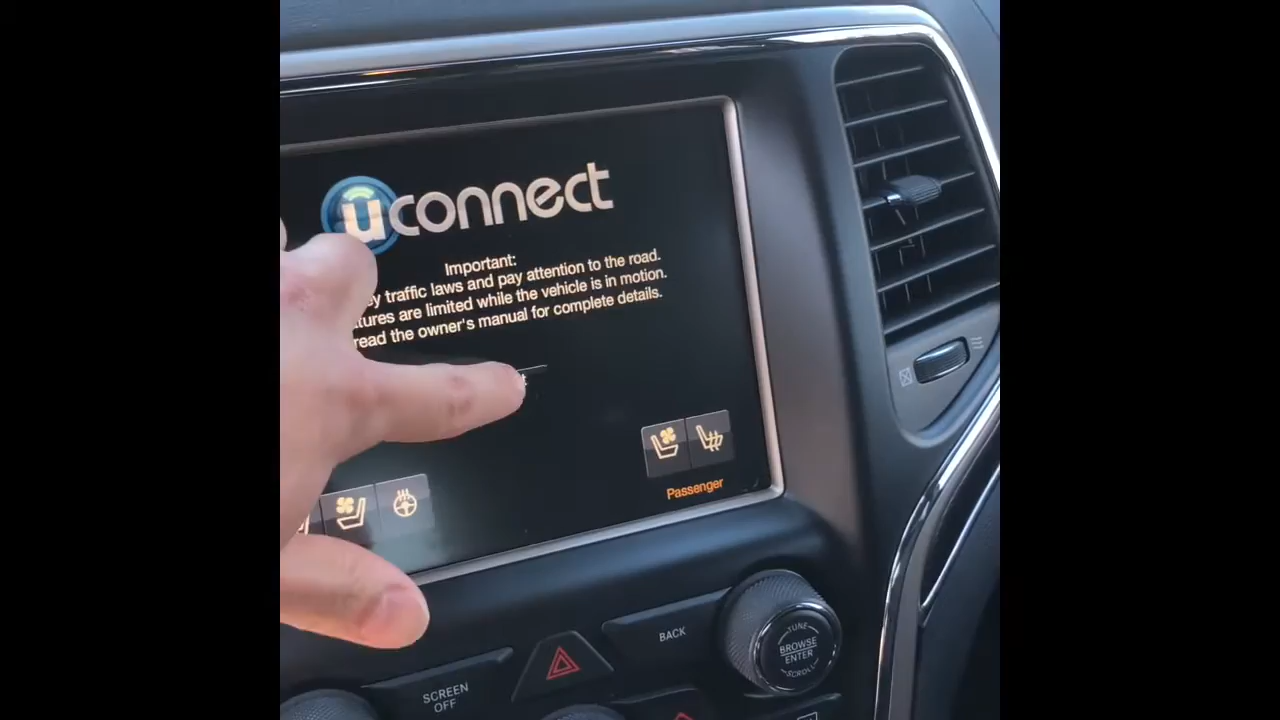 uconnect
Important:
traffic laws and pay attention to the road.
are limited while the vehicle is in motion.
read the owner's manual for complete details.
Passenger
BACK
TUNE
BROWSE
ENTER
SCROLL
SCREEN
OFF